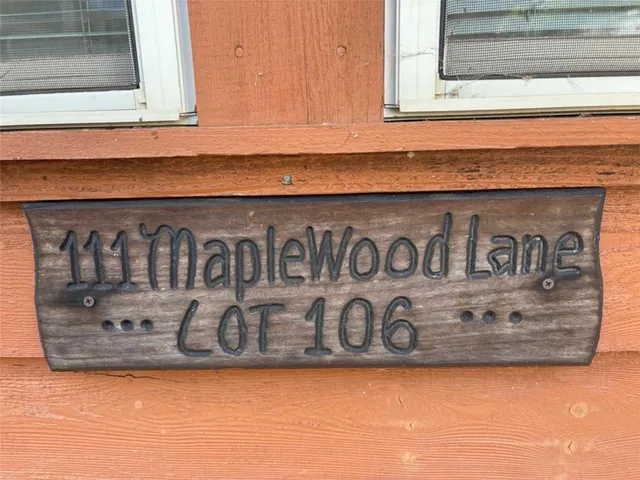 111 MapleWood Lane
••• LOT 106 •••